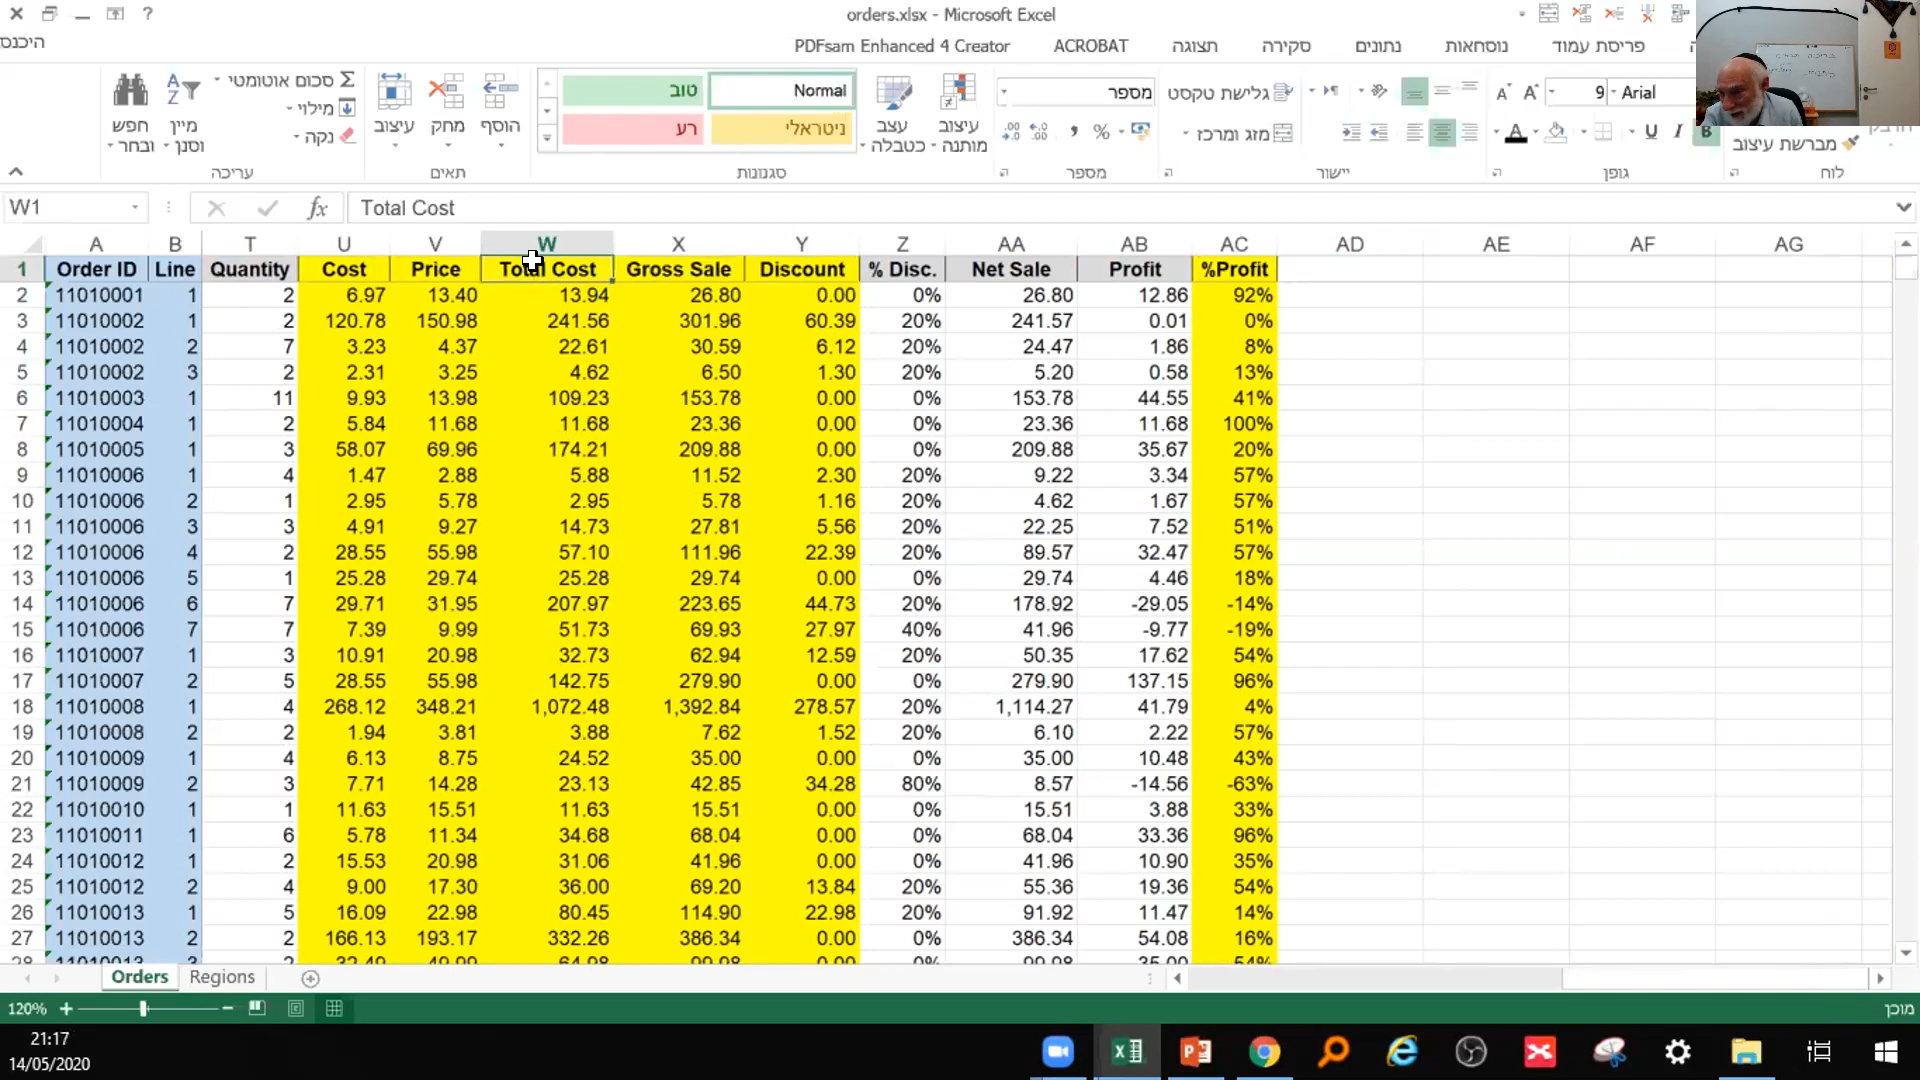 orders.xlsx - Microsoft Excel
היכנס
PDFsam Enhanced 4 Creator ACROBAT תצוגה סקירה נתונים נוסחאות פריסת עמוד
חפש ובחר
מיין וסנן
סכום אוטומטי
מילוי
נקה
עריכה
עיצוב מחק הוסף
תאים
טוב Normal
רע ניטראלי
עצב כטבלה
עיצוב מותנה
סגנונות
מספר
%
מספר
גלישת טקסט
מזג ומרכז
יישור
9 Arial
A U I B
גופן
מברשת עיצוב
לוח
W1 fx Total Cost
A B T U V W X Y Z AA AB AC AD AE AF AG
1 Order ID Line Quantity Cost Price Total Cost Gross Sale Discount % Disc. Net Sale Profit %Profit
2 11010001 1 2 6.97 13.40 13.94 26.80 0.00 0% 26.80 12.86 92%
3 11010002 1 2 120.78 150.98 241.56 301.96 60.39 20% 241.57 0.01 0%
4 11010002 2 7 3.23 4.37 22.61 30.59 6.12 20% 24.47 1.86 8%
5 11010002 3 2 2.31 3.25 4.62 6.50 1.30 20% 5.20 0.58 13%
6 11010003 1 11 9.93 13.98 109.23 153.78 0.00 0% 153.78 44.55 41%
7 11010004 1 2 5.84 11.68 11.68 23.36 0.00 0% 23.36 11.68 100%
8 11010005 1 3 58.07 69.96 174.21 209.88 0.00 0% 209.88 35.67 20%
9 11010006 1 4 1.47 2.88 5.88 11.52 2.30 20% 9.22 3.34 57%
10 11010006 2 1 2.95 5.78 2.95 5.78 1.16 20% 4.62 1.67 57%
11 11010006 3 3 4.91 9.27 14.73 27.81 5.56 20% 22.25 7.52 51%
12 11010006 4 2 28.55 55.98 57.10 111.96 22.39 20% 89.57 32.47 57%
13 11010006 5 1 25.28 29.74 25.28 29.74 0.00 0% 29.74 4.46 18%
14 11010006 6 7 29.71 31.95 207.97 223.65 44.73 20% 178.92 -29.05 -14%
15 11010006 7 7 7.39 9.99 51.73 69.93 27.97 40% 41.96 -9.77 -19%
16 11010007 1 3 10.91 20.98 32.73 62.94 12.59 20% 50.35 17.62 54%
17 11010007 2 5 28.55 55.98 142.75 279.90 0.00 0% 279.90 137.15 96%
18 11010008 1 4 268.12 348.21 1,072.48 1,392.84 278.57 20% 1,114.27 41.79 4%
19 11010008 2 2 1.94 3.81 3.88 7.62 1.52 20% 6.10 2.22 57%
20 11010009 1 4 6.13 8.75 24.52 35.00 0.00 0% 35.00 10.48 43%
21 11010009 2 3 7.71 14.28 23.13 42.85 34.28 80% 8.57 -14.56 -63%
22 11010010 1 1 11.63 15.51 11.63 15.51 0.00 0% 15.51 3.88 33%
23 11010011 1 6 5.78 11.34 34.68 68.04 0.00 0% 68.04 33.36 96%
24 11010012 1 2 15.53 20.98 31.06 41.96 0.00 0% 41.96 10.90 35%
25 11010012 2 4 9.00 17.30 36.00 69.20 13.84 20% 55.36 19.36 54%
26 11010013 1 5 16.09 22.98 80.45 114.90 22.98 20% 91.92 11.47 14%
27 11010013 2 2 166.13 193.17 332.26 386.34 0.00 0% 386.34 54.08 16%
28 11010013 3 2 32.49 49.99 64.98 99.98 0.00 0% 99.98 35.00 54%
Orders Regions
120% מוכן
21:17
14/05/2020